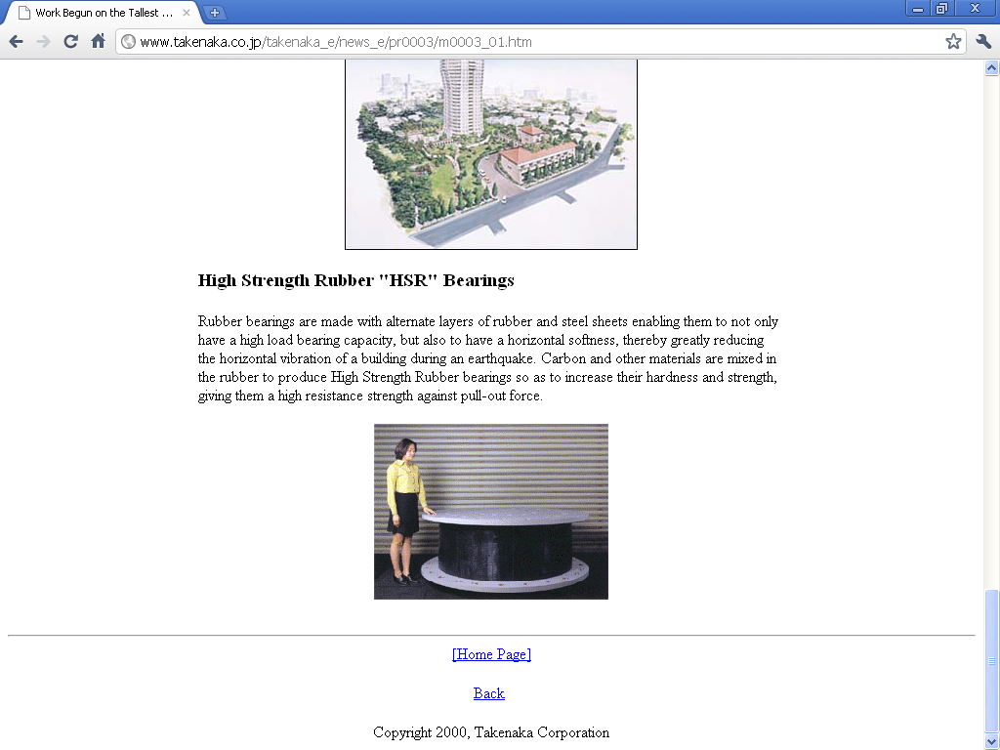 Work Begun on the Tallest ...
www.takenaka.co.jp/takenaka_e/news_e/pr0003/m0003_01.htm
High Strength Rubber "HSR" Bearings
Rubber bearings are made with alternate layers of rubber and steel sheets enabling them to not only
have a high load bearing capacity, but also to have a horizontal softness, thereby greatly reducing
the horizontal vibration of a building during an earthquake. Carbon and other materials are mixed in
the rubber to produce High Strength Rubber bearings so as to increase their hardness and strength,
giving them a high resistance strength against pull-out force.
[Home Page]
Back
Copyright 2000, Takenaka Corporation